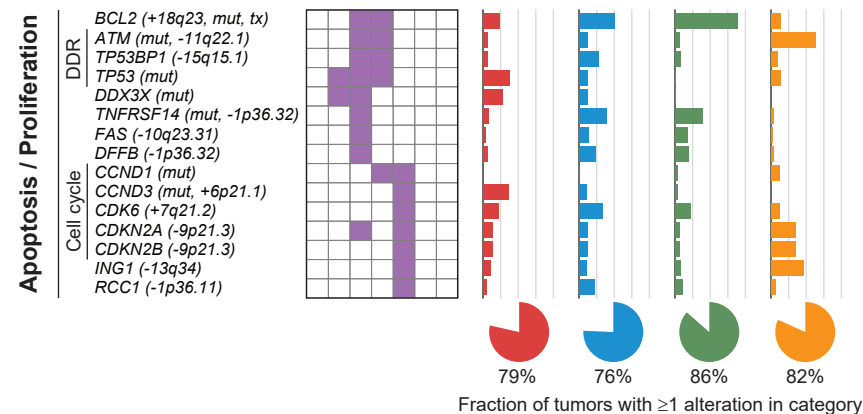 Apoptosis / Proliferation
DDR
Cell cycle
BCL2 (+18q23, mut, tx)
ATM (mut, -11q22.1)
TP53BP1 (-15q15.1)
TP53 (mut)
DDX3X (mut)
TNFRSF14 (mut, -1p36.32)
FAS (-10q23.31)
DFFB (-1p36.32)
CCND1 (mut)
CCND3 (mut, +6p21.1)
CDK6 (+7q21.2)
CDKN2A (-9p21.3)
CDKN2B (-9p21.3)
ING1 (-13q34)
RCC1 (-1p36.11)
79% 76% 86% 82%
Fraction of tumors with ≥1 alteration in category